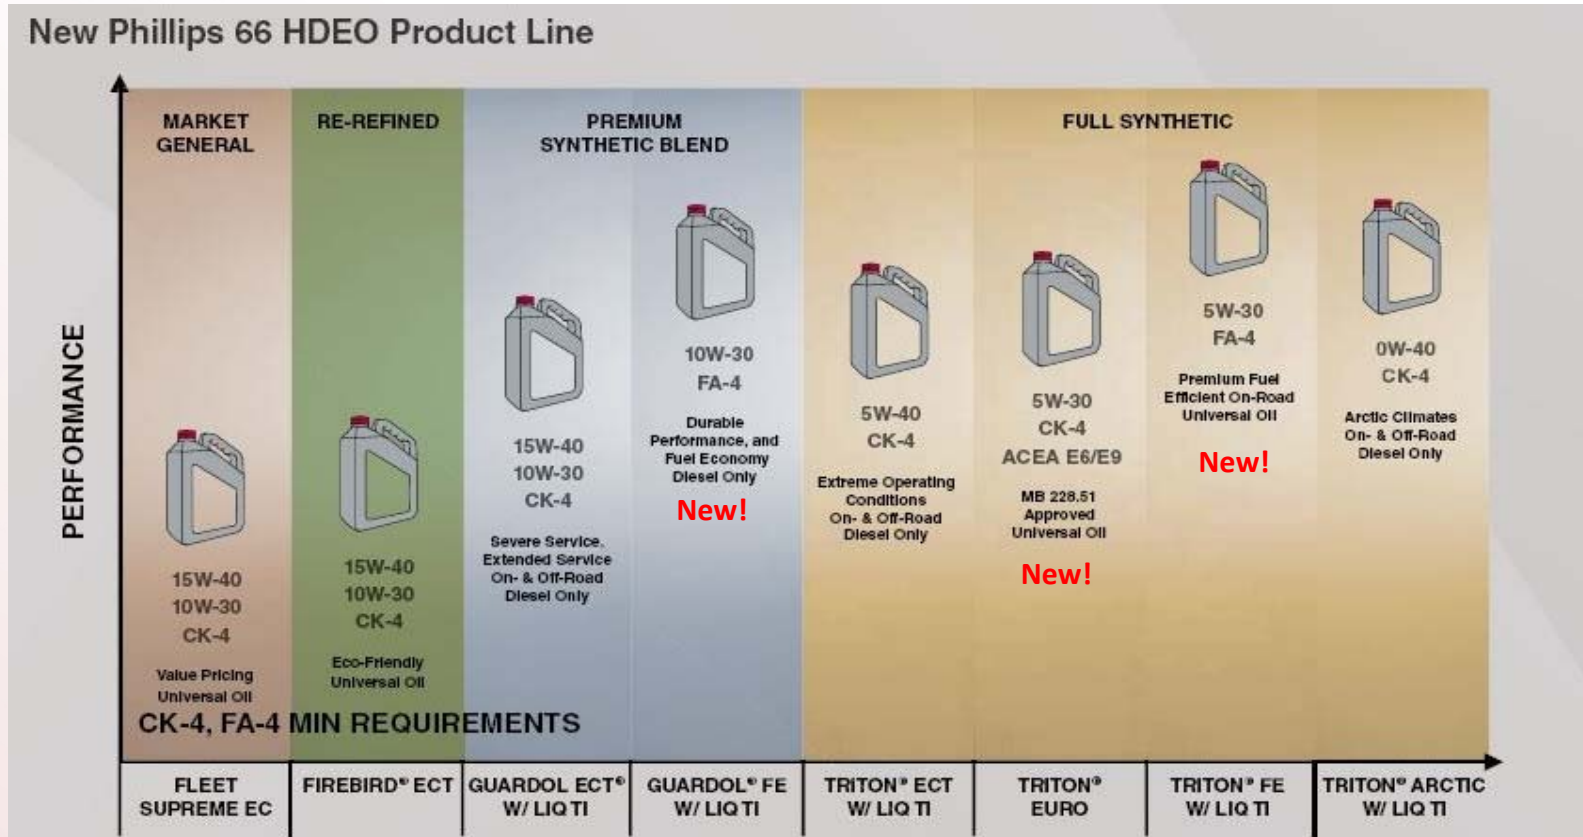 New Phillips 66 HDEO Product Line
PERFORMANCE
MARKET
GENERAL
15W-40
10W-30
CK-4
Value Pricing
Universal Oil
RE-REFINED
15W-40
10W-30
CK-4
Eco-Friendly
Universal Oil
PREMIUM
SYNTHETIC BLEND
15W-40
10W-30
CK-4
Severe Service,
Extended Service
On- & Off-Road
Diesel Only
10W-30
FA-4
Durable
Performance, and
Fuel Economy
Diesel Only
New!
FULL SYNTHETIC
5W-40
CK-4
Extreme Operating
Conditions
On- & Off-Road
Diesel Only
5W-30
CK-4
ACEA E6/E9
MB 228.51
Approved
Universal Oil
New!
5W-30
FA-4
Premium Fuel
Efficient On-Road
Universal Oil
New!
0W-40
CK-4
Arctic Climates
On- & Off-Road
Diesel Only
CK-4, FA-4 MIN REQUIREMENTS
FLEET
SUPREME EC
FIREBIRD® ECT
GUARDOL ECT®
W/ LIQ TI
GUARDOL® FE
W/ LIQ TI
TRITON® ECT
W/ LIQ TI
TRITON®
EURO
TRITON® FE
W/ LIQ TI
TRITON® ARCTIC
W/ LIQ TI